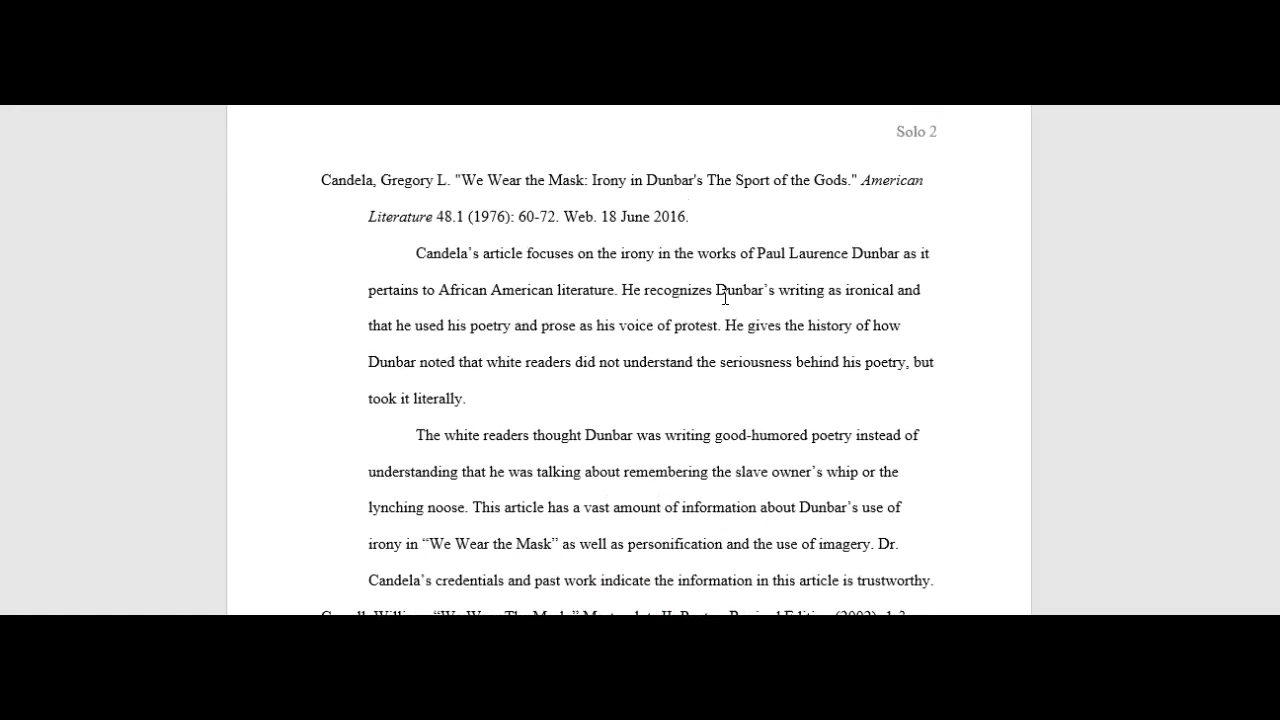 Solo 2
Candela, Gregory L. "We Wear the Mask: Irony in Dunbar's The Sport of the Gods." American
Literature 48.1 (1976): 60-72. Web. 18 June 2016.
Candela’s article focuses on the irony in the works of Paul Laurence Dunbar as it
pertains to African American literature. He recognizes Dunbar’s writing as ironical and
that he used his poetry and prose as his voice of protest. He gives the history of how
Dunbar noted that white readers did not understand the seriousness behind his poetry, but
took it literally.
The white readers thought Dunbar was writing good-humored poetry instead of
understanding that he was talking about remembering the slave owner’s whip or the
lynching noose. This article has a vast amount of information about Dunbar’s use of
irony in “We Wear the Mask” as well as personification and the use of imagery. Dr.
Candela’s credentials and past work indicate the information in this article is trustworthy.
“We Wear The Mask.” Edition (2002): 1-3.